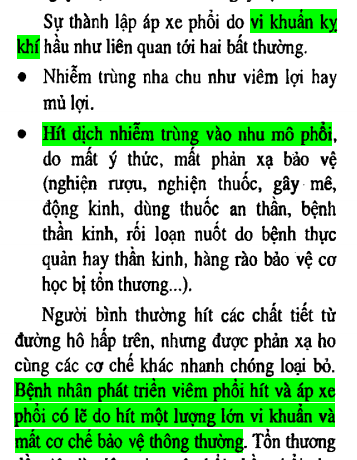 Sự thành lập áp xe phổi do vi khuẩn kỵ
khí hầu như liên quan tới hai bất thường.
● Nhiễm trùng nha chu như viêm lợi hay
mủ lợi.
● Hít dịch nhiễm trùng vào nhu mô phổi,
do mất ý thức, mất phản xạ bảo vệ
(nghiện rượu, nghiện thuốc, gây mê,
động kinh, dùng thuốc an thần, bệnh
thần kinh, rối loạn nuốt do bệnh thực
quản hay thần kinh, hàng rào bảo vệ cơ
học bị tổn thương...).
Người bình thường hít các chất tiết từ
đường hô hấp trên, nhưng được phản xạ ho
cùng các cơ chế khác nhanh chóng loại bỏ.
Bệnh nhân phát triển viêm phổi hít và áp xe
phổi có lẽ do hít một lượng lớn vi khuẩn và
mất cơ chế bảo vệ thông thường. Tổn thương